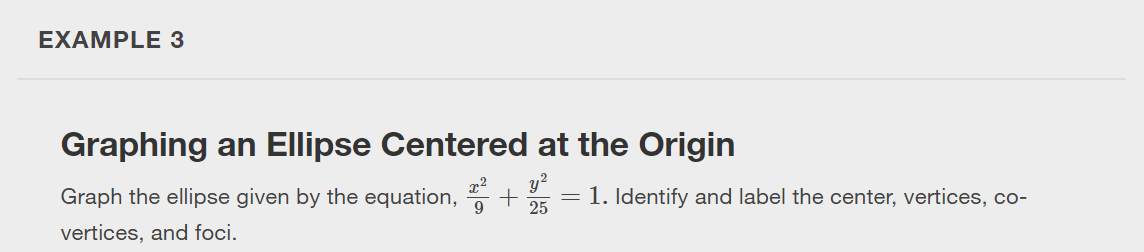 EXAMPLE 3
Graphing an Ellipse Centered at the Origin
Graph the ellipse given by the equation, x²/9 + y²/25 = 1. Identify and label the center, vertices, co-
vertices, and foci.